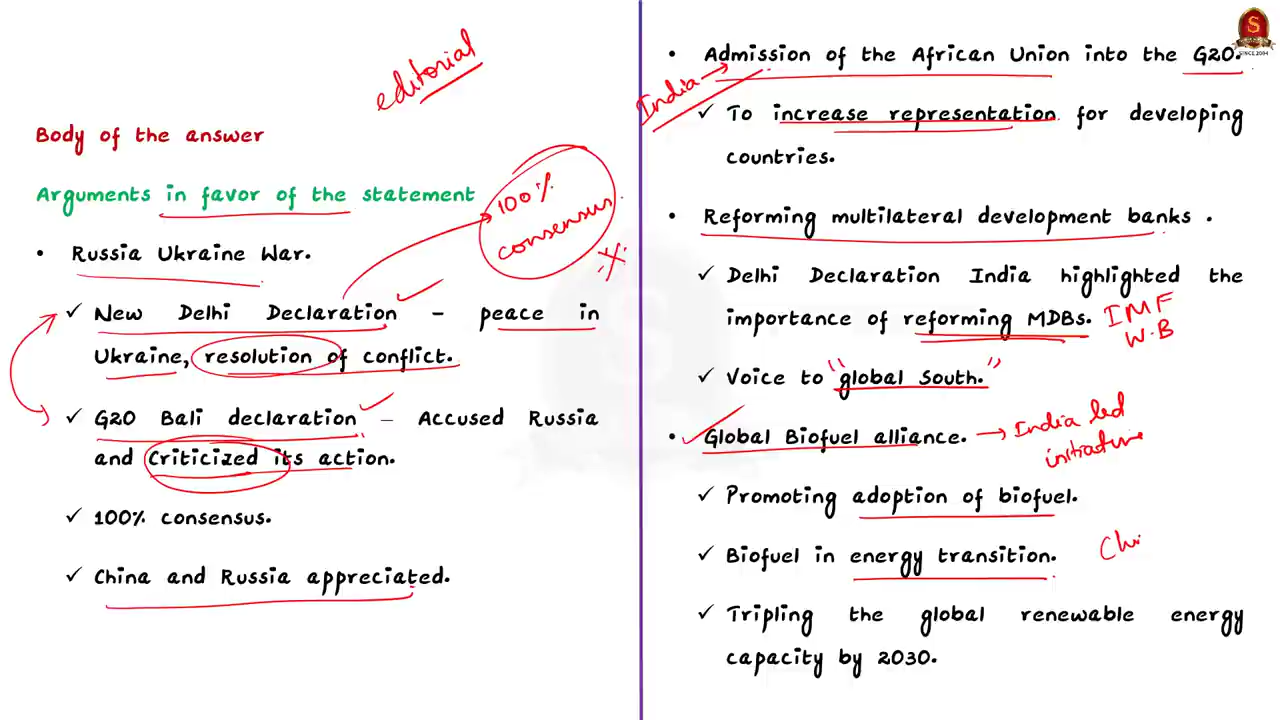 editorial
Body of the answer
Arguments in favor of the statement
100%
consensus
• Russia Ukraine War.
✓ New Delhi Declaration – peace in
Ukraine, resolution of conflict.
✓ G20 Bali declaration – Accused Russia
and Criticized its action.
✓ 100% consensus.
✓ China and Russia appreciated.
S
SINCE 2004
India →
• Admission of the African Union into the G20.
✓ To increase representation for developing
countries.
• Reforming multilateral development banks .
✓ Delhi Declaration India highlighted the
importance of reforming MDBs. IMF
W.B
✓ Voice to "global South."
• Global Biofuel alliance. → India led
initiative
✓ Promoting adoption of biofuel.
✓ Biofuel in energy transition. Chi
✓ Tripling the global renewable energy
capacity by 2030.